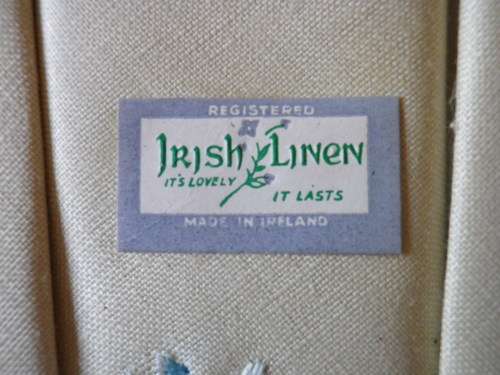 REGISTERED
IRISH LINEN
IT'S LOVELY
IT LASTS
MADE IN IRELAND